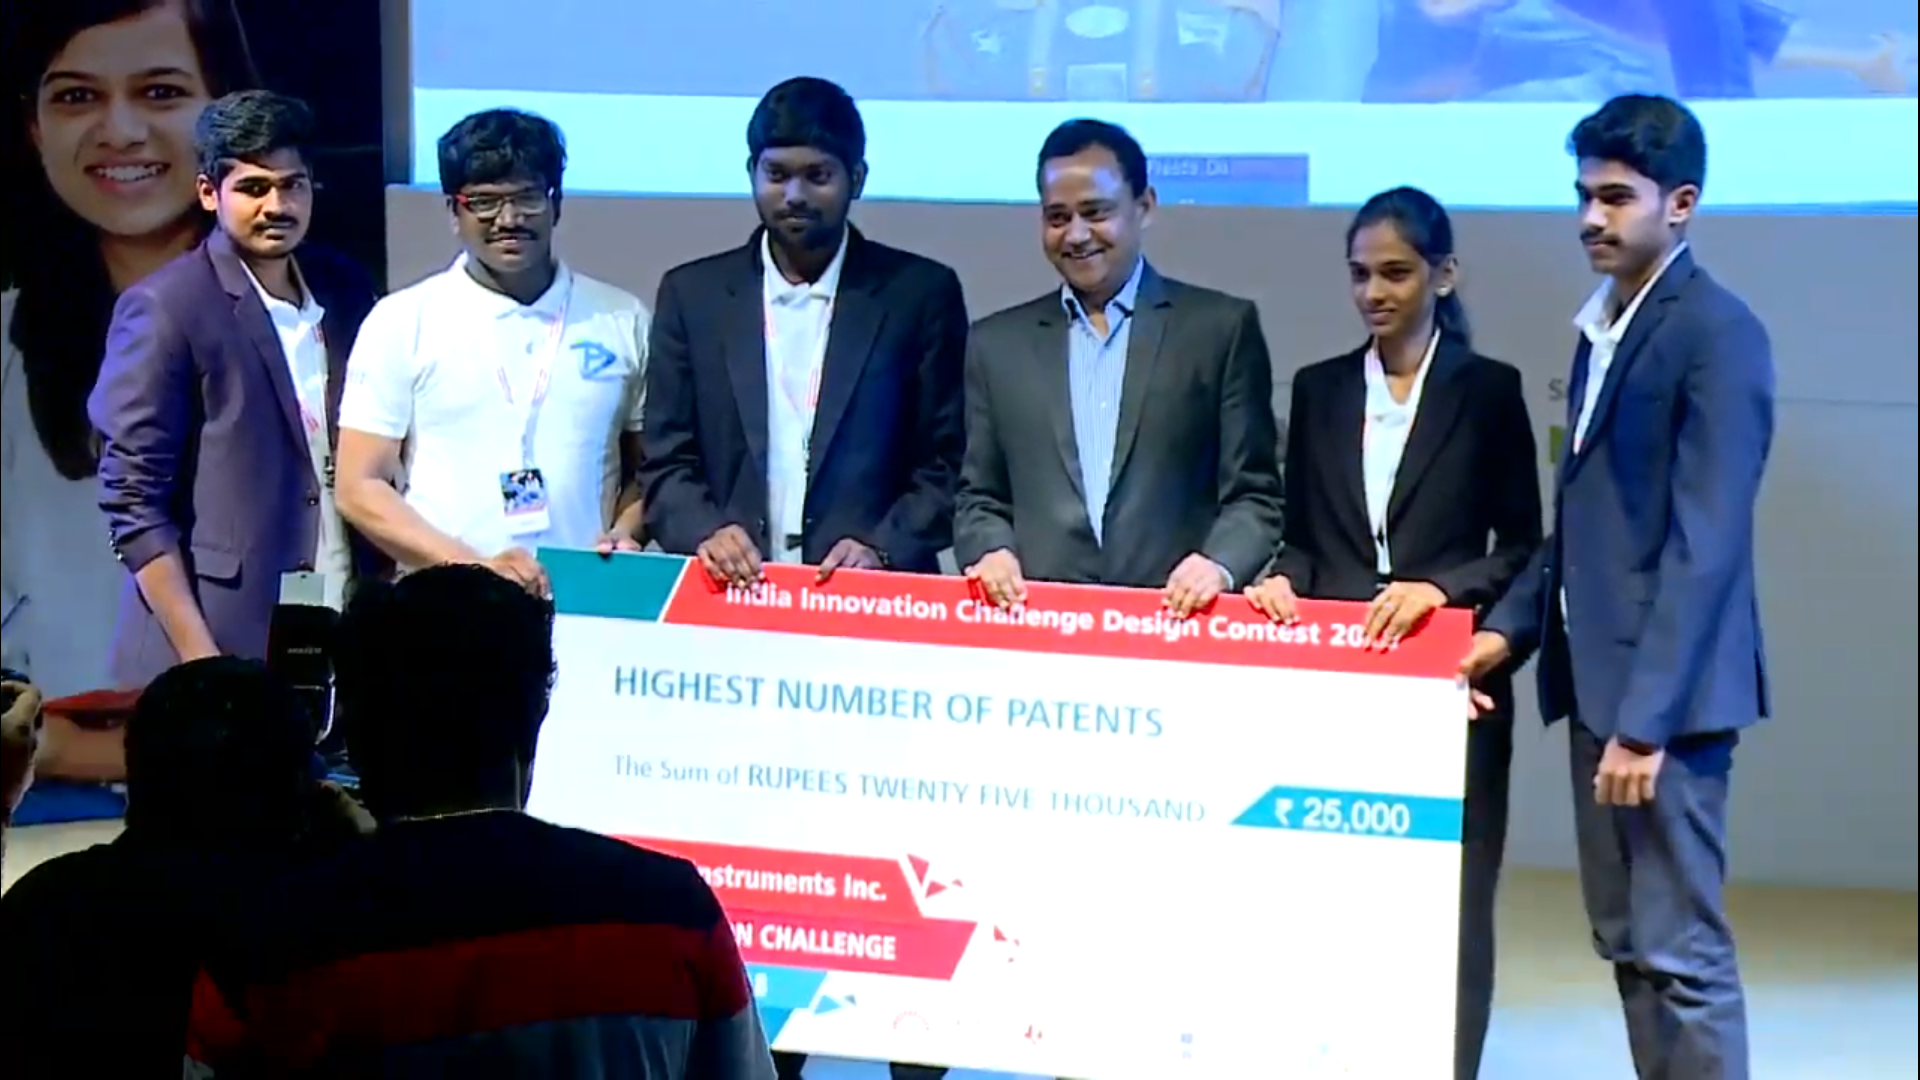 India Innovation Challenge Design Contest
HIGHEST NUMBER OF PATENTS
The Sum of RUPEES TWENTY FIVE THOUSAND
₹ 25,000
Instruments Inc.
CHALLENGE